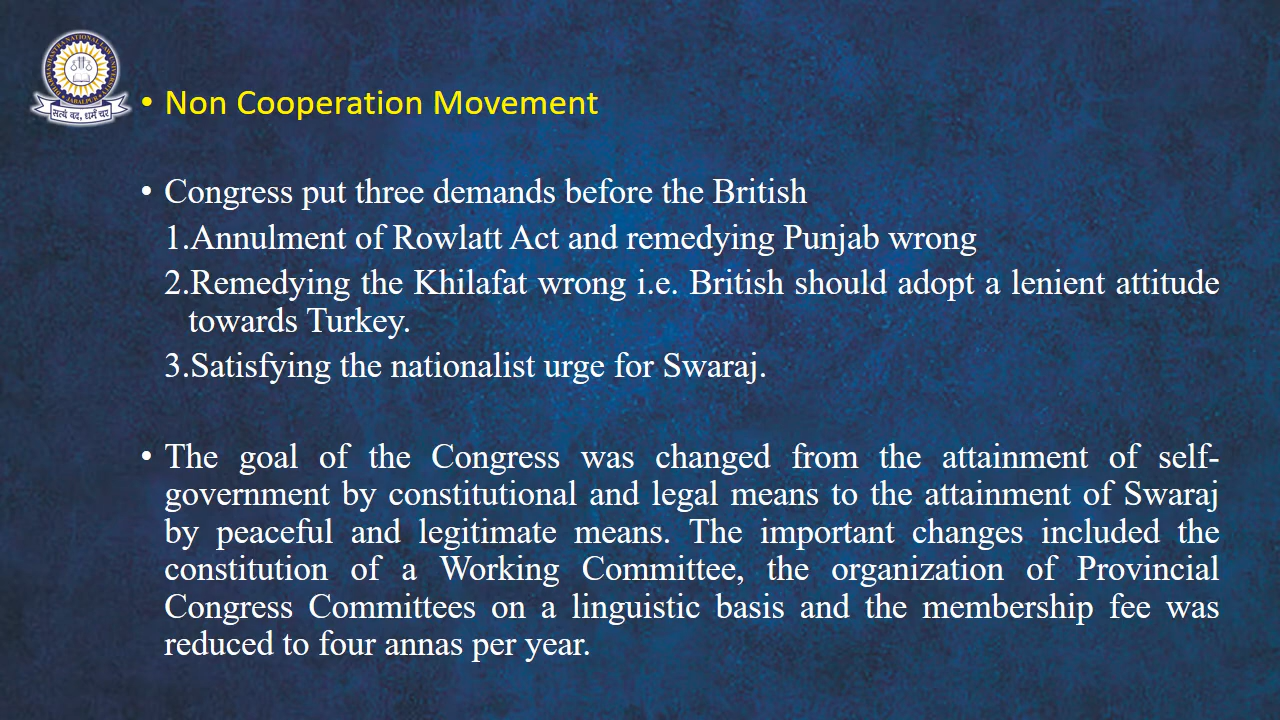 सत्यं वद, धर्मं चर
• Non Cooperation Movement
• Congress put three demands before the British
1.Annulment of Rowlatt Act and remedying Punjab wrong
2.Remedying the Khilafat wrong i.e. British should adopt a lenient attitude
towards Turkey.
3.Satisfying the nationalist urge for Swaraj.
• The goal of the Congress was changed from the attainment of self-
government by constitutional and legal means to the attainment of Swaraj
by peaceful and legitimate means. The important changes included the
constitution of a Working Committee, the organization of Provincial
Congress Committees on a linguistic basis and the membership fee was
reduced to four annas per year.